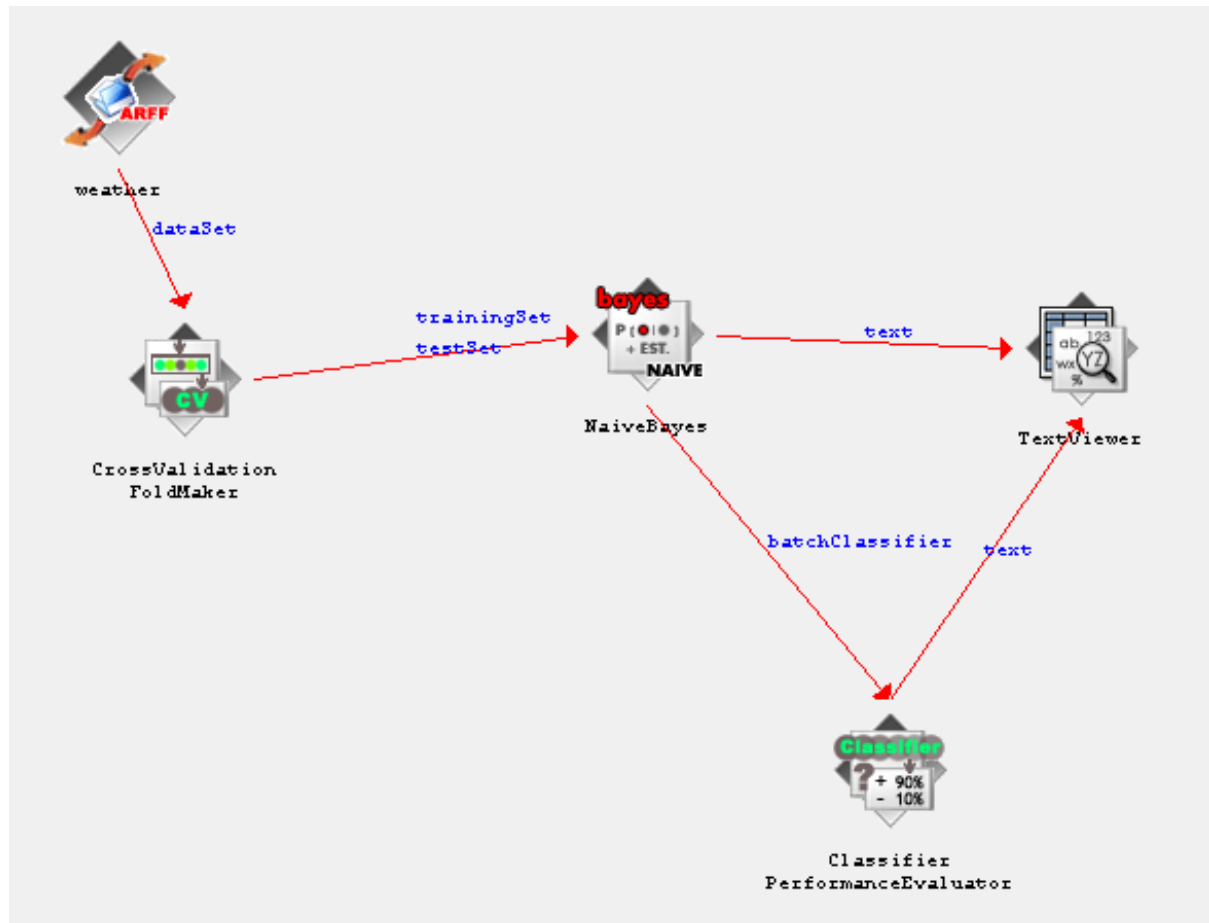 ARFF
weather
dataSet
CV
CrossValidation
FoldMaker
trainingSet
testSet
bayes
P(●|●)
+ EST.
NAIVE
NaiveBayes
text
ab 123
wx YZ
%
TextViewer
batchClassifier
text
Classifier
? + 90%
- 10%
Classifier
PerformanceEvaluator